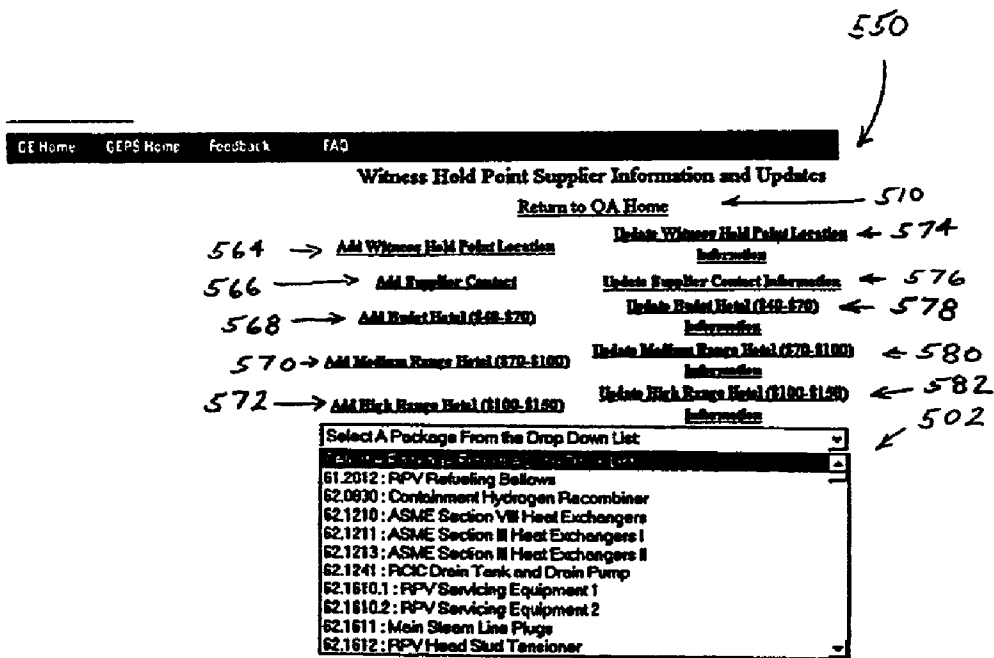 550
GE Home GEPS Home Feedback FAQ
Witness Hold Point Supplier Information and Updates
Return to QA Home 510
564 Add Witness Hold Point Location Update Witness Hold Point Location Information 574
566 Add Supplier Contact Update Supplier Contact Information 576
568 Add Budget Hotel ($40-$70) Update Budget Hotel ($40-$70) Information 578
570 Add Medium Range Hotel ($70-$100) Update Medium Range Hotel ($70-$100) Information 580
572 Add High Range Hotel ($100-$150) Update High Range Hotel ($100-$150) Information 582
502
Select A Package From the Drop Down List
61.2012 : RPV Refueling Bellows
62.0830 : Containment Hydrogen Recombiner
62.1210 : ASME Section VIII Heat Exchangers
62.1211 : ASME Section III Heat Exchangers I
62.1213 : ASME Section III Heat Exchangers II
62.1241 : RCIC Drain Tank and Drain Pump
62.1610.1 : RPV Servicing Equipment 1
62.1610.2 : RPV Servicing Equipment 2
62.1611 : Main Steam Line Plugs
62.1612 : RPV Head Stud Tensioner